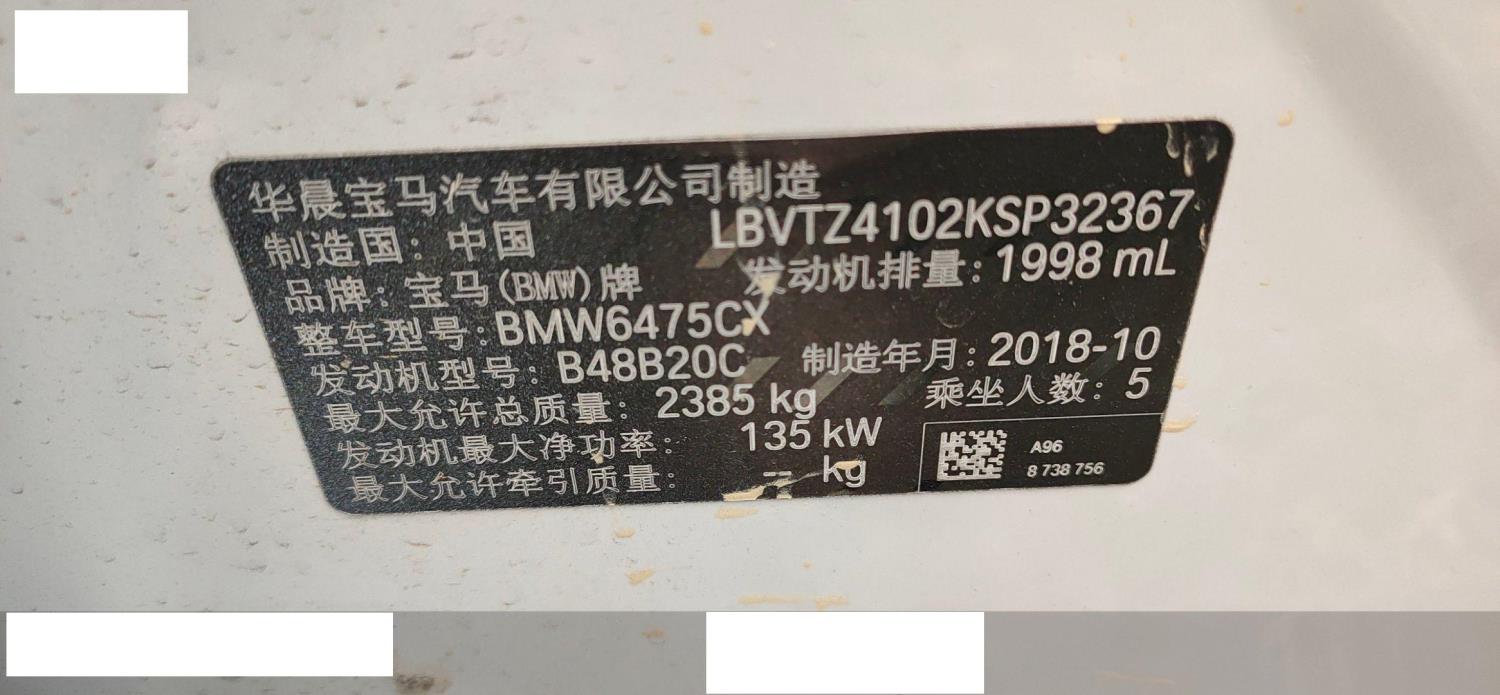 华晨宝马汽车有限公司制造
制造国：中国 LBVTZ4102KSP32367
品牌：宝马(BMW)牌 发动机排量：1998 mL
整车型号：BMW6475CX
发动机型号：B48B20C 制造年月：2018-10
最大允许总质量：2385 kg 乘坐人数：5
发动机最大净功率：135 kW
最大允许牵引质量：-- kg
A96
8 738 756